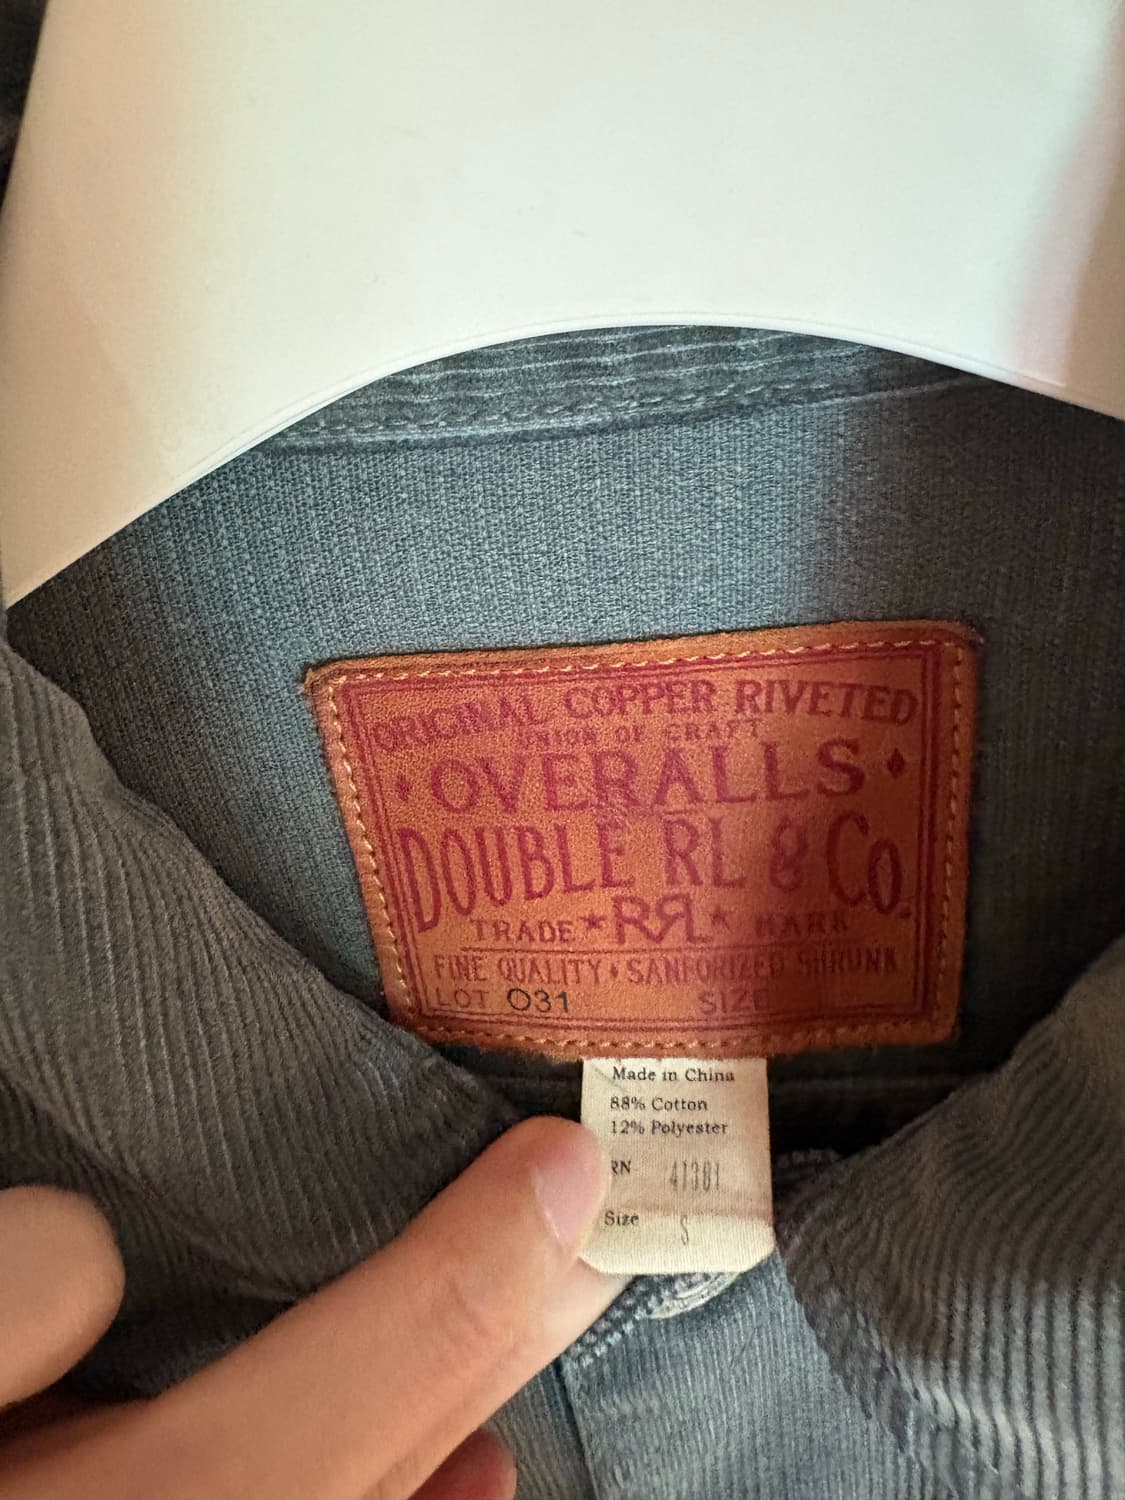 ORIGINAL COPPER RIVETED
UNION OF CRAFT
OVERALLS
DOUBLE RL & Co.
TRADE ★ RRL ★ MARK
FINE QUALITY ♦ SANFORIZED SHRUNK
LOT 031 SIZE
Made in China
88% Cotton
12% Polyester
RN 41381
Size S